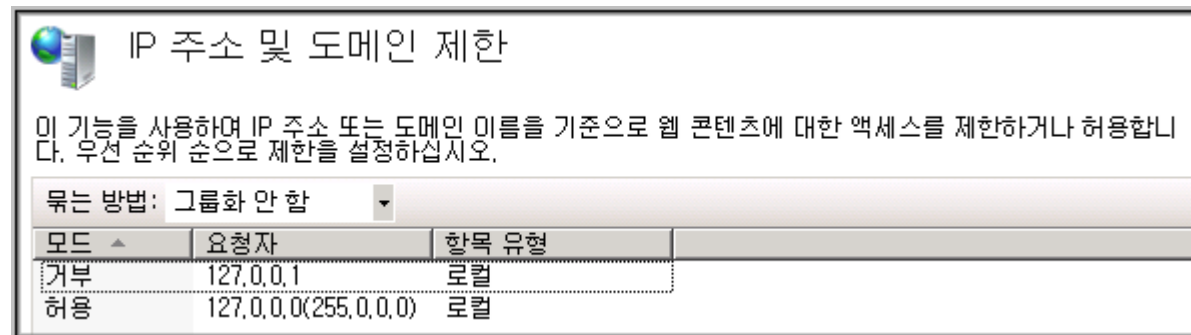 IP 주소 및 도메인 제한
이 기능을 사용하여 IP 주소 또는 도메인 이름을 기준으로 웹 콘텐츠에 대한 액세스를 제한하거나 허용합니
다. 우선 순위 순으로 제한을 설정하십시오.
묶는 방법: 그룹화 안 함
모드 요청자 항목 유형
거부 127.0.0.1 로컬
허용 127.0.0.0(255.0.0.0) 로컬